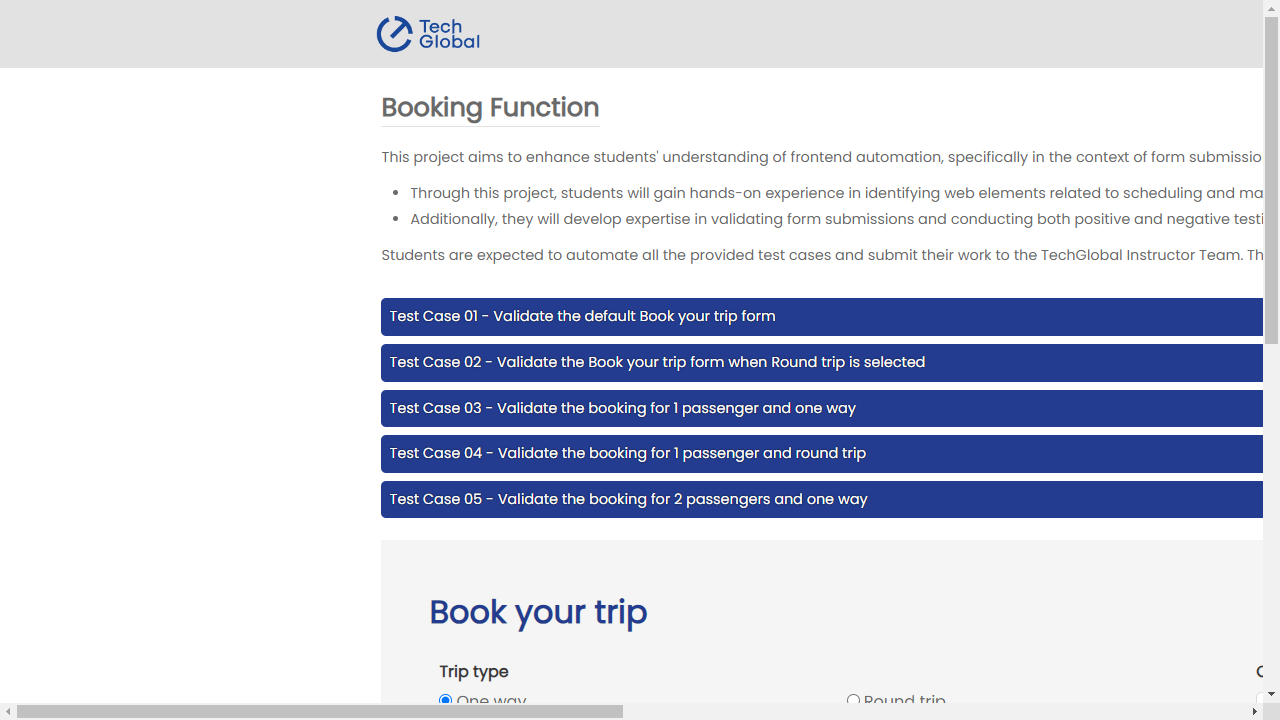 Tech
Global
Booking Function
This project aims to enhance students' understanding of frontend automation, specifically in the context of form submissio
Through this project, students will gain hands-on experience in identifying web elements related to scheduling and ma
Additionally, they will develop expertise in validating form submissions and conducting both positive and negative testi
Students are expected to automate all the provided test cases and submit their work to the TechGlobal Instructor Team. Th
Test Case 01 - Validate the default Book your trip form
Test Case 02 - Validate the Book your trip form when Round trip is selected
Test Case 03 - Validate the booking for 1 passenger and one way
Test Case 04 - Validate the booking for 1 passenger and round trip
Test Case 05 - Validate the booking for 2 passengers and one way
Book your trip
Trip type
One way
Round trip